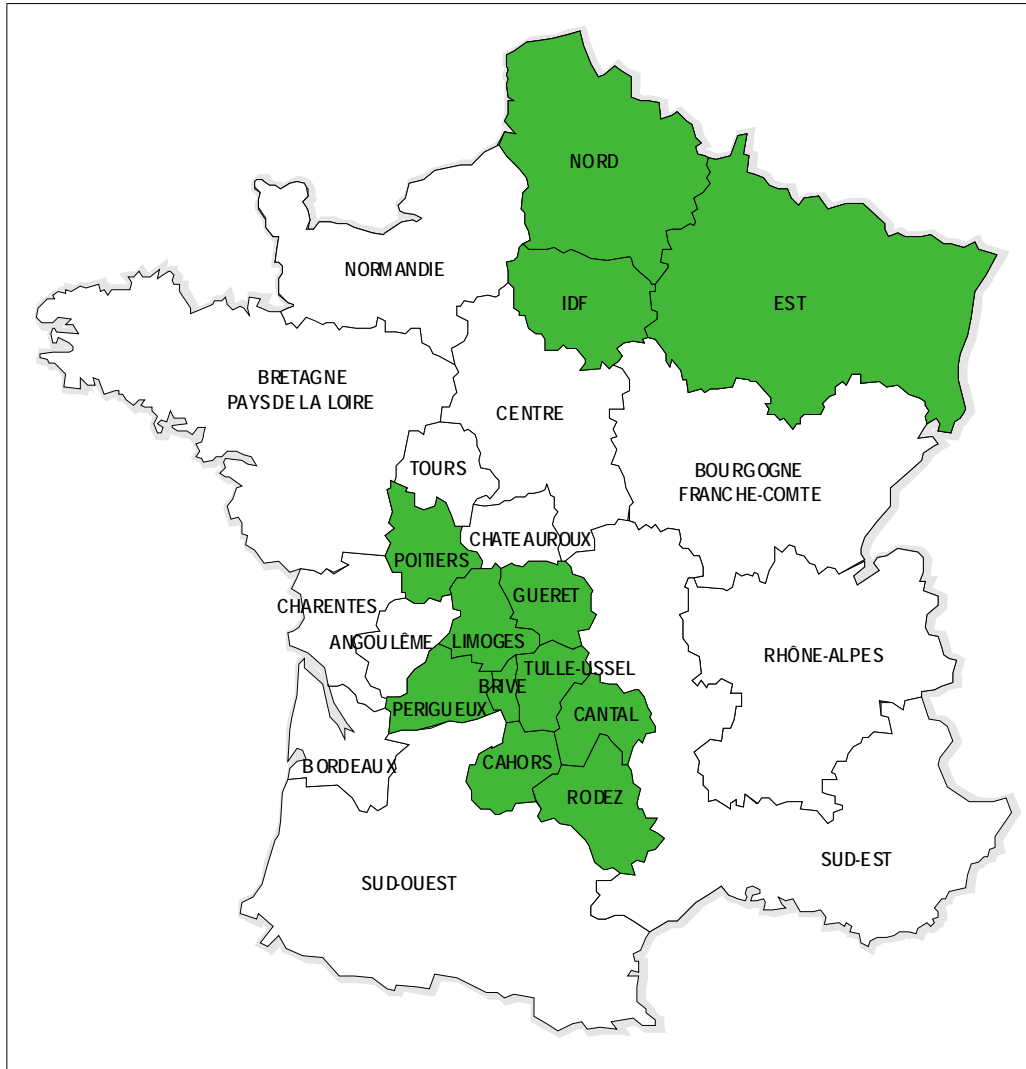 NORD
NORMANDIE
IDF
EST
BRETAGNE
PAYS DE LA LOIRE
CENTRE
TOURS
BOURGOGNE
FRANCHE-COMTE
CHATEAUROUX
POITIERS
GUERET
CHARENTES
ANGOULÊME
LIMOGES
RHÔNE-ALPES
TULLE-USSEL
BRIVE
PERIGUEUX
CANTAL
CAHORS
BORDEAUX
RODEZ
SUD-EST
SUD-OUEST